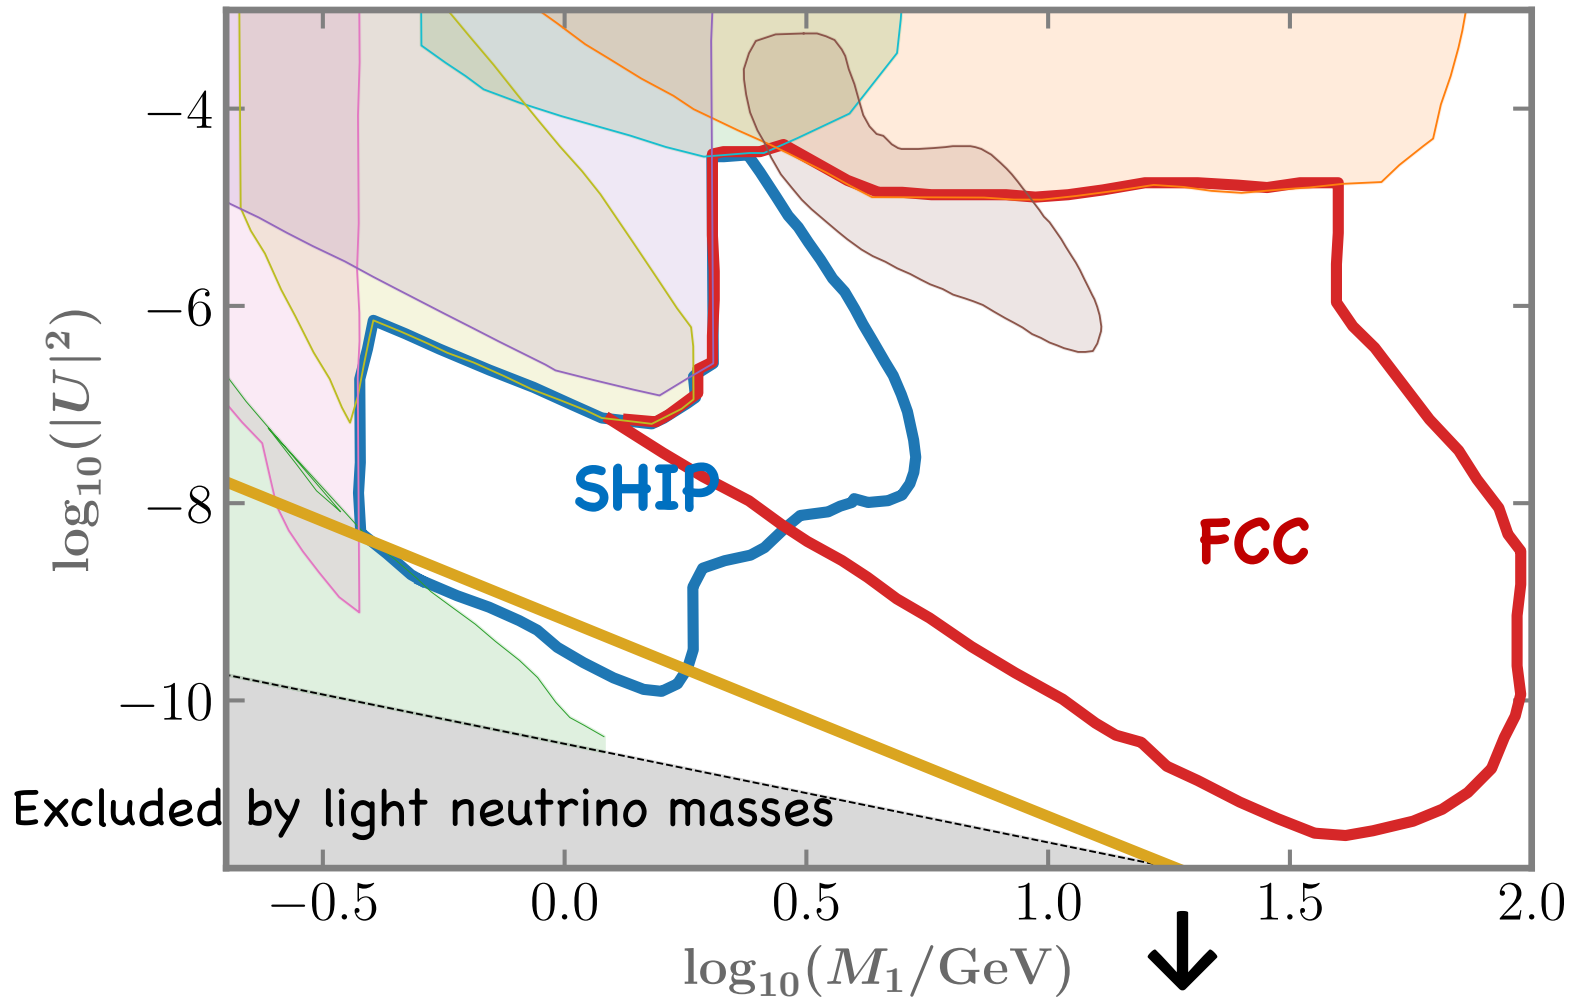 −4
−6
−8
−10
log₁₀(|U|²)
SHIP
FCC
Excluded by light neutrino masses
−0.5 0.0 0.5 1.0 1.5 2.0
log₁₀(M₁/GeV)